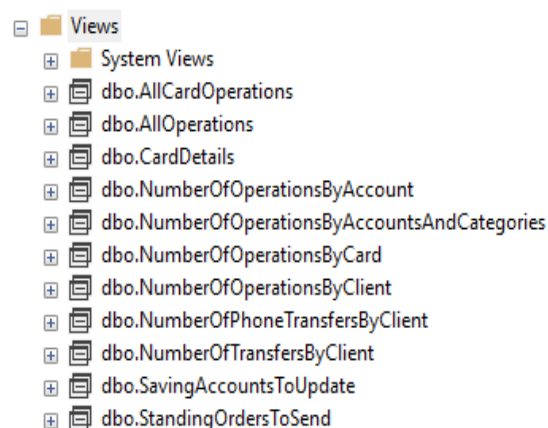 Views
System Views
dbo.AllCardOperations
dbo.AllOperations
dbo.CardDetails
dbo.NumberOfOperationsByAccount
dbo.NumberOfOperationsByAccountsAndCategories
dbo.NumberOfOperationsByCard
dbo.NumberOfOperationsByClient
dbo.NumberOfPhoneTransfersByClient
dbo.NumberOfTransfersByClient
dbo.SavingAccountsToUpdate
dbo.StandingOrdersToSend